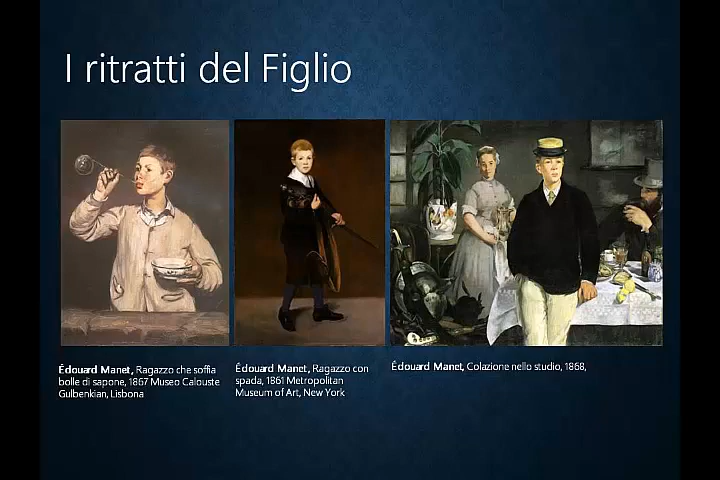 I ritratti del Figlio
Édouard Manet, Ragazzo che soffia
bolle di sapone, 1867 Museo Calouste
Gulbenkian, Lisbona
Édouard Manet, Ragazzo con
spada, 1861 Metropolitan
Museum of Art, New York
Édouard Manet, Colazione nello studio, 1868,